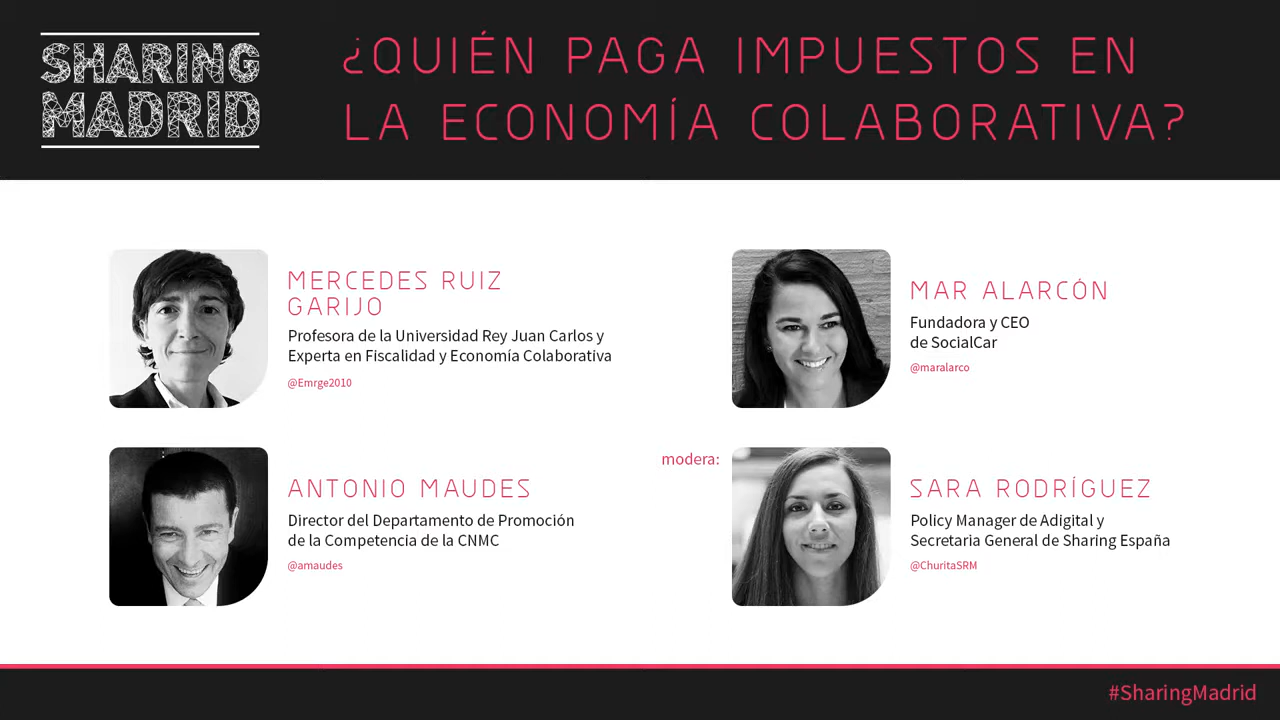 SHARING
MADRID
¿QUIÉN PAGA IMPUESTOS EN
LA ECONOMÍA COLABORATIVA?
MERCEDES RUIZ
GARIJO
Profesora de la Universidad Rey Juan Carlos y
Experta en Fiscalidad y Economía Colaborativa
@Emrge2010
MAR ALARCÓN
Fundadora y CEO
de SocialCar
@maralarco
ANTONIO MAUDES
Director del Departamento de Promoción
de la Competencia de la CNMC
@amaudes
modera:
SARA RODRÍGUEZ
Policy Manager de Adigital y
Secretaria General de Sharing España
@ChuritaSRM
#SharingMadrid